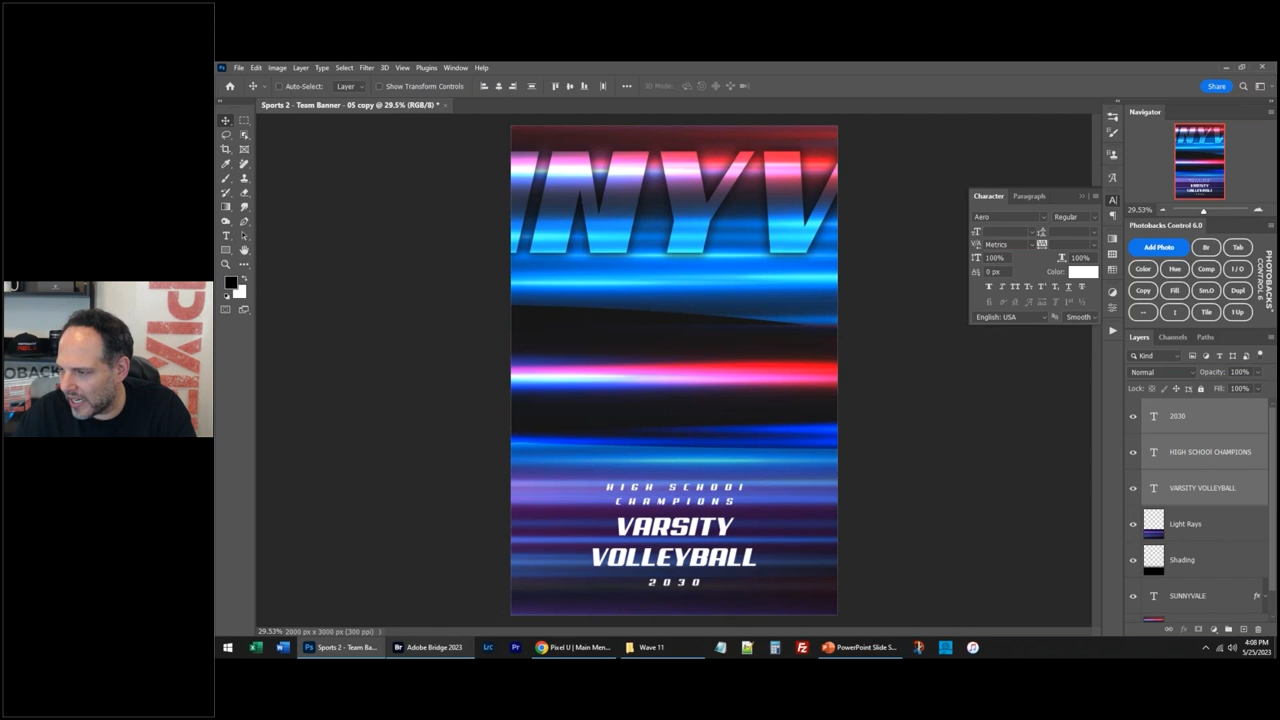 File Edit Image Layer Type Select Filter 3D View Plugins Window Help
Auto-Select: Layer Show Transform Controls 3D Mode: Share
Sports 2 - Team Banner - 05 copy @ 29.5% (RGB/8) *
NNYV
HIGH SCHOOl
CHAMPIONS
VARSITY
VOLLEYBALL
2030
Character Paragraph
Aero Regular
Metrics
100% 100%
0 px Color:
English: USA Smooth
Navigator
29.53%
Photobacks Control 6.0
Add Photo Br Tab
Color Hue Comp I / O
Copy Fill Sm.O Dupl
Tile I Up
PHOTOBACKS
CONTROL 6
Layers Channels Paths
Kind
Normal Opacity: 100%
Lock: Fill: 100%
2030
HIGH SCHOOl CHAMPIONS
VARSITY VOLLEYBALL
Light Rays
Shading
SUNNYVALE fx
29.53% 2000 px x 3000 px (300 ppi)
Ps Sports 2 - Team Ba... Br Adobe Bridge 2023 Lrc Pr Pixel U | Main Men... Wave 11 PowerPoint Slide S...
4:08 PM
5/25/2023